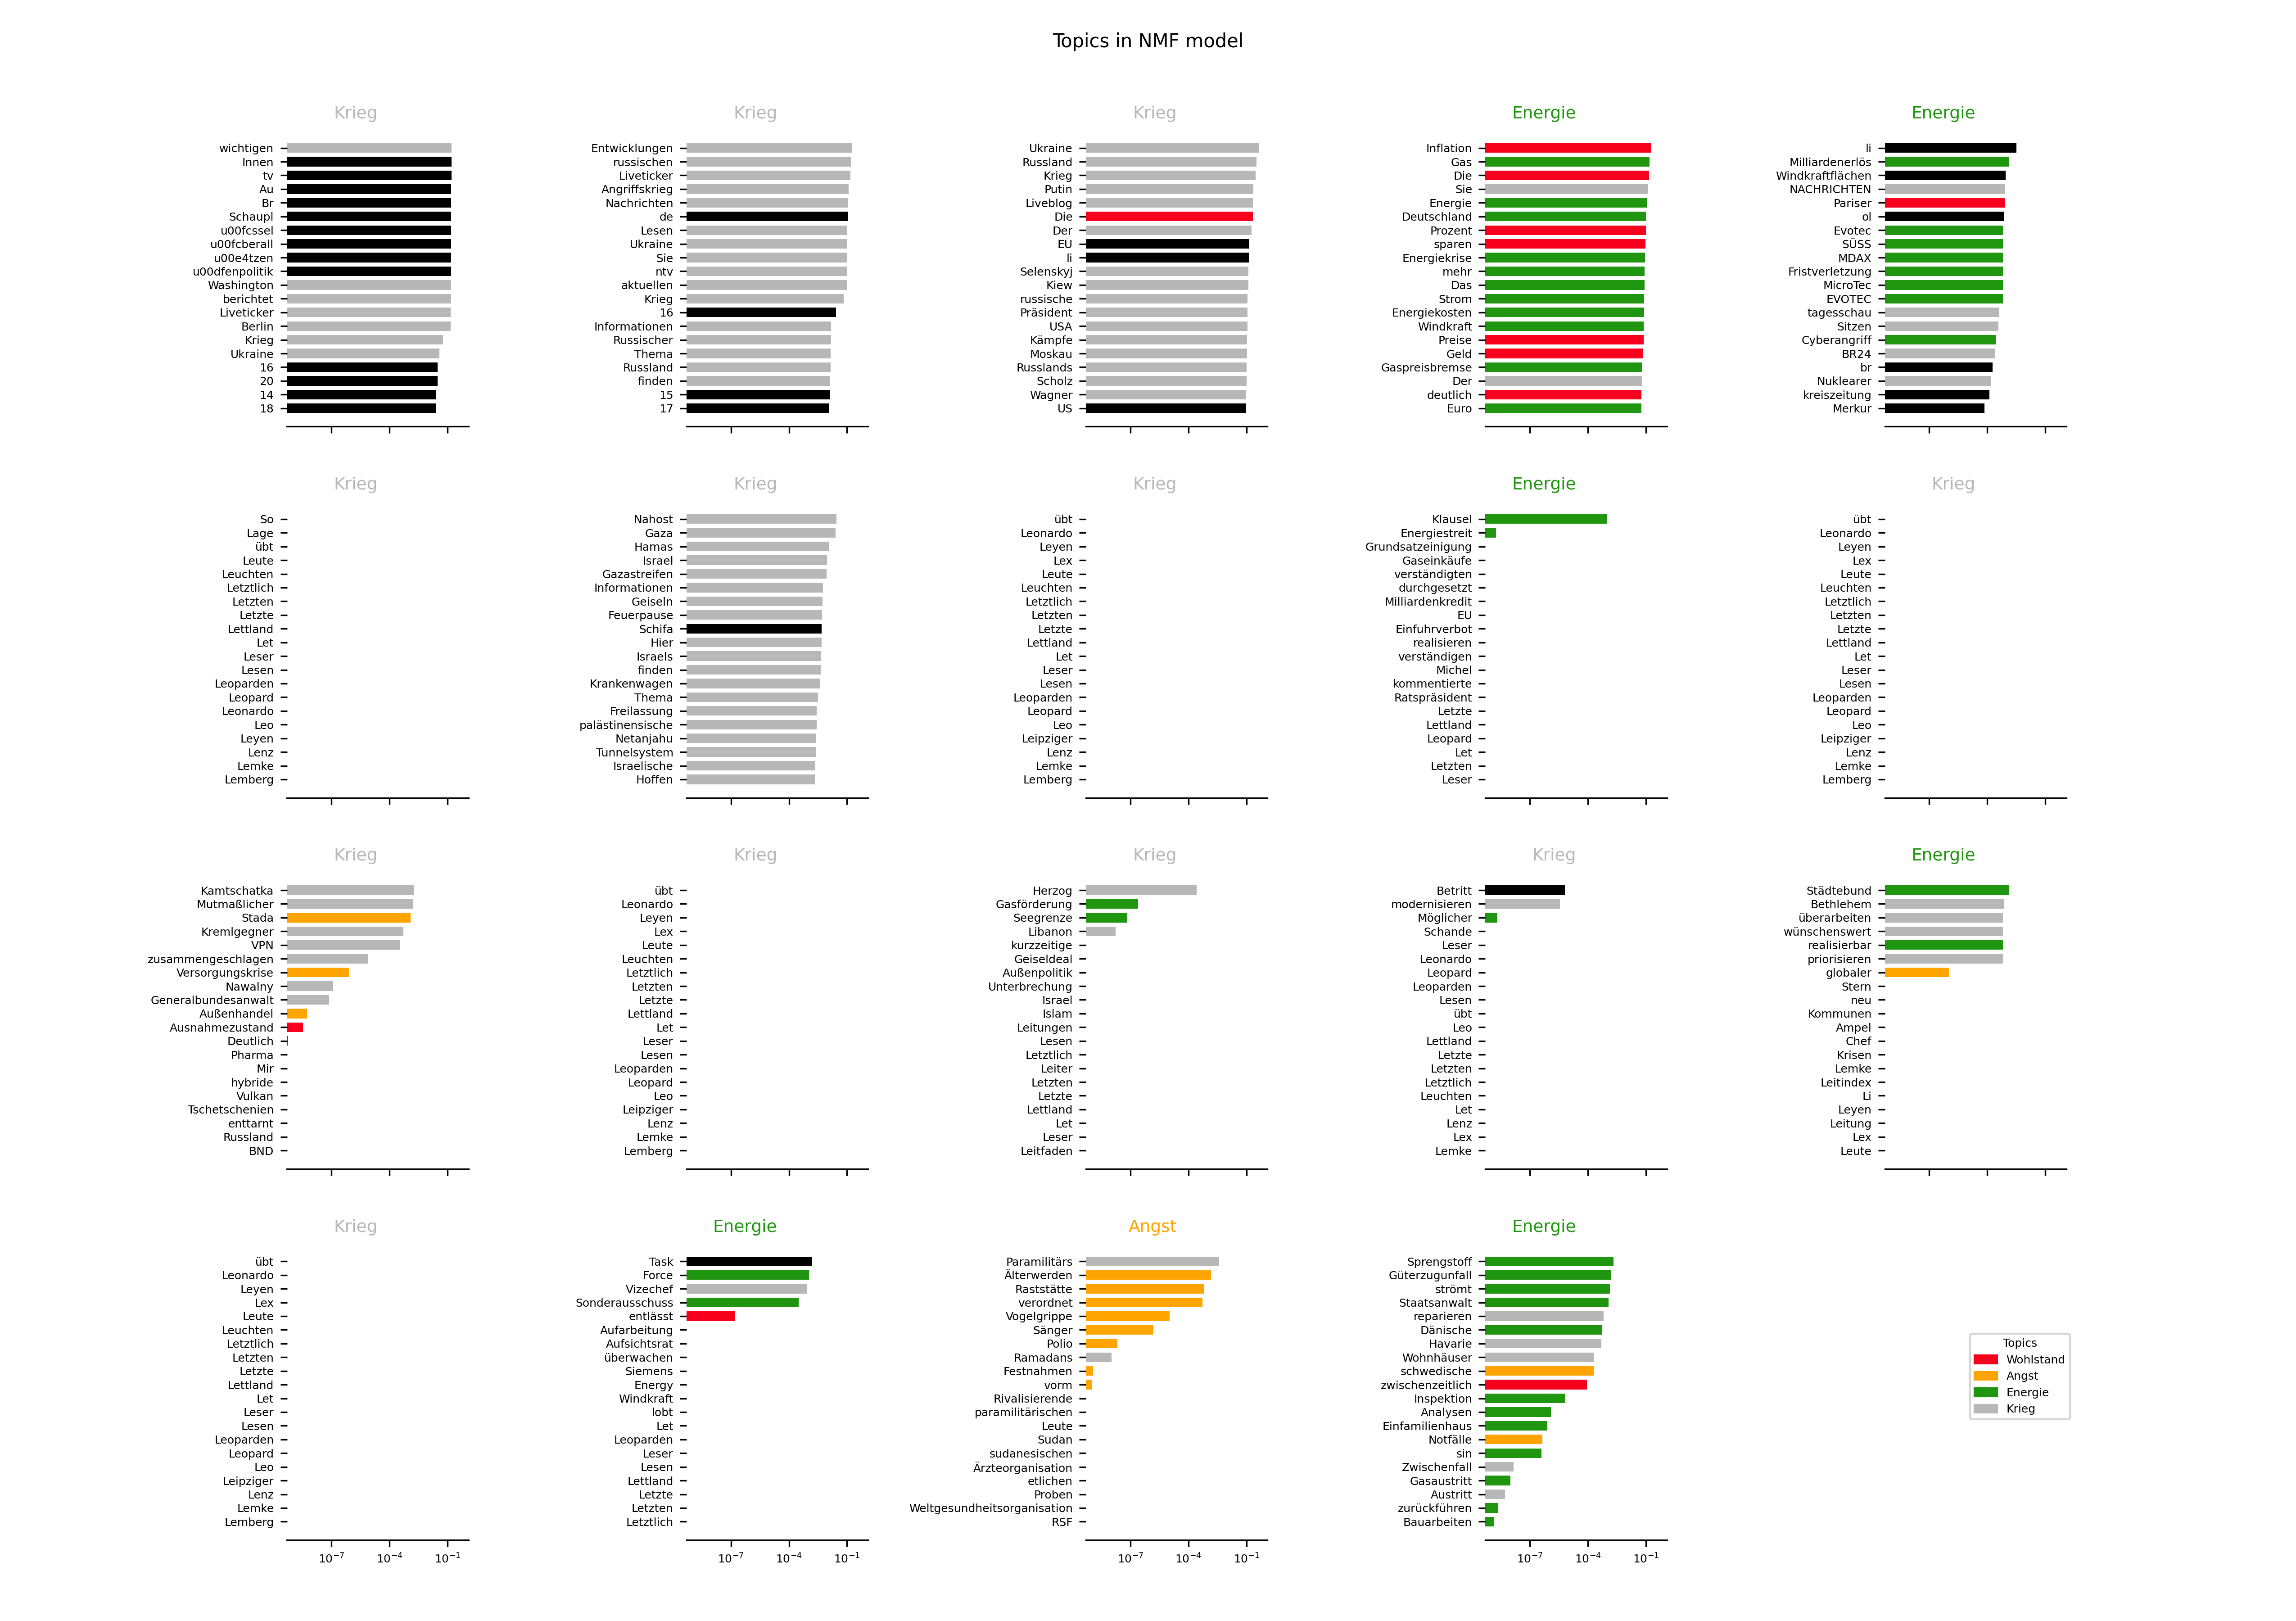 Topics in NMF model
Krieg
wichtigen
Innen
tv
Au
Br
Schaupl
u00fcssel
u00fcberall
u00e4tzen
u00dfenpolitik
Washington
berichtet
Liveticker
Berlin
Krieg
Ukraine
16
20
14
18
Krieg
Entwicklungen
russischen
Liveticker
Angriffskrieg
Nachrichten
de
Lesen
Ukraine
Sie
ntv
aktuellen
Krieg
16
Informationen
Russischer
Thema
Russland
finden
15
17
Krieg
Ukraine
Russland
Krieg
Putin
Liveblog
Die
Der
EU
li
Selenskyj
Kiew
russische
Präsident
USA
Kämpfe
Moskau
Russlands
Scholz
Wagner
US
Energie
Inflation
Gas
Die
Sie
Energie
Deutschland
Prozent
sparen
Energiekrise
mehr
Das
Strom
Energiekosten
Windkraft
Preise
Geld
Gaspreisbremse
Der
deutlich
Euro
Energie
li
Milliardenerlös
Windkraftflächen
NACHRICHTEN
Pariser
ol
Evotec
SÜSS
MDAX
Fristverletzung
MicroTec
EVOTEC
tagesschau
Sitzen
Cyberangriff
BR24
br
Nuklearer
kreiszeitung
Merkur
Krieg
So
Lage
übt
Leute
Leuchten
Letztlich
Letzten
Letzte
Lettland
Let
Leser
Lesen
Leoparden
Leopard
Leonardo
Leo
Leyen
Lenz
Lemke
Lemberg
Krieg
Nahost
Gaza
Hamas
Israel
Gazastreifen
Informationen
Geiseln
Feuerpause
Schifa
Hier
Israels
finden
Krankenwagen
Thema
Freilassung
palästinensische
Netanjahu
Tunnelsystem
Israelische
Hoffen
Krieg
übt
Leonardo
Leyen
Lex
Leute
Leuchten
Letztlich
Letzten
Letzte
Lettland
Let
Leser
Lesen
Leoparden
Leopard
Leo
Leipziger
Lenz
Lemke
Lemberg
Energie
Klausel
Energiestreit
Grundsatzeinigung
Gaseinkäufe
verständigten
durchgesetzt
Milliardenkredit
EU
Einfuhrverbot
realisieren
verständigen
Michel
kommentierte
Ratspräsident
Letzte
Lettland
Leopard
Let
Letzten
Leser
Krieg
übt
Leonardo
Leyen
Lex
Leute
Leuchten
Letztlich
Letzten
Letzte
Lettland
Let
Leser
Lesen
Leoparden
Leopard
Leo
Leipziger
Lenz
Lemke
Lemberg
Krieg
Kamtschatka
Mutmaßlicher
Stada
Kremlgegner
VPN
zusammengeschlagen
Versorgungskrise
Nawalny
Generalbundesanwalt
Außenhandel
Ausnahmezustand
Deutlich
Pharma
Mir
hybride
Vulkan
Tschetschenien
enttarnt
Russland
BND
Krieg
übt
Leonardo
Leyen
Lex
Leute
Leuchten
Letztlich
Letzten
Letzte
Lettland
Let
Leser
Lesen
Leoparden
Leopard
Leo
Leipziger
Lenz
Lemke
Lemberg
Krieg
Herzog
Gasförderung
Seegrenze
Libanon
kurzzeitige
Geiseldeal
Außenpolitik
Unterbrechung
Israel
Islam
Leitungen
Lesen
Letztlich
Leiter
Letzten
Letzte
Lettland
Let
Leser
Leitfaden
Krieg
Betritt
modernisieren
Möglicher
Schande
Leser
Leonardo
Leopard
Leoparden
Lesen
übt
Leo
Lettland
Letzte
Letzten
Letztlich
Leuchten
Let
Lenz
Lex
Lemke
Energie
Städtebund
Bethlehem
überarbeiten
wünschenswert
realisierbar
priorisieren
globaler
Stern
neu
Kommunen
Ampel
Chef
Krisen
Lemke
Leitindex
Li
Leyen
Leitung
Lex
Leute
Krieg
übt
Leonardo
Leyen
Lex
Leute
Leuchten
Letztlich
Letzten
Letzte
Lettland
Let
Leser
Lesen
Leoparden
Leopard
Leo
Leipziger
Lenz
Lemke
Lemberg
10⁻⁷ 10⁻⁴ 10⁻¹
Energie
Task
Force
Vizechef
Sonderausschuss
entlässt
Aufarbeitung
Aufsichtsrat
überwachen
Siemens
Energy
Windkraft
lobt
Let
Leoparden
Leser
Lesen
Lettland
Letzte
Letzten
Letztlich
10⁻⁷ 10⁻⁴ 10⁻¹
Angst
Paramilitärs
Älterwerden
Raststätte
verordnet
Vogelgrippe
Sänger
Polio
Ramadans
Festnahmen
vorm
Rivalisierende
paramilitärischen
Leute
Sudan
sudanesischen
Ärzteorganisation
etlichen
Proben
Weltgesundheitsorganisation
RSF
10⁻⁷ 10⁻⁴ 10⁻¹
Energie
Sprengstoff
Güterzugunfall
strömt
Staatsanwalt
reparieren
Dänische
Havarie
Wohnhäuser
schwedische
zwischenzeitlich
Inspektion
Analysen
Einfamilienhaus
Notfälle
sin
Zwischenfall
Gasaustritt
Austritt
zurückführen
Bauarbeiten
10⁻⁷ 10⁻⁴ 10⁻¹
Topics
Wohlstand
Angst
Energie
Krieg